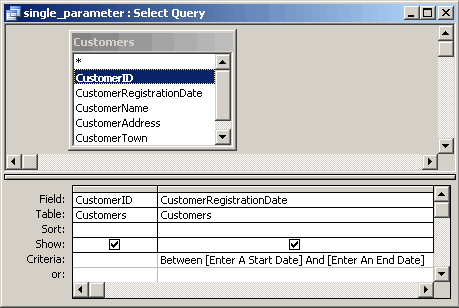 single_parameter : Select Query
Customers
*
CustomerID
CustomerRegistrationDate
CustomerName
CustomerAddress
CustomerTown
Field: CustomerID CustomerRegistrationDate
Table: Customers Customers
Sort:
Show:
Criteria: Between [Enter A Start Date] And [Enter An End Date]
or: